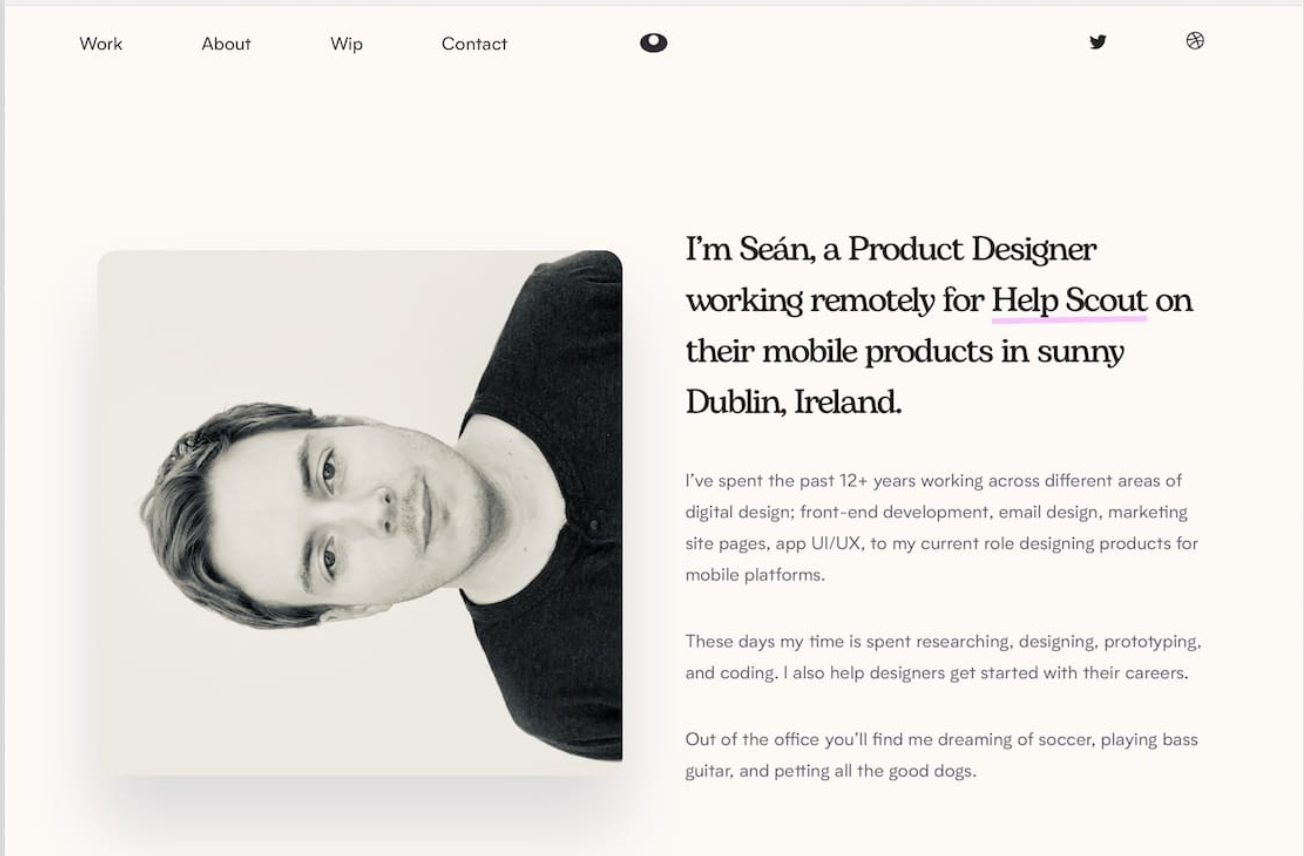 Work About Wip Contact
I'm Seán, a Product Designer
working remotely for Help Scout on
their mobile products in sunny
Dublin, Ireland.
I've spent the past 12+ years working across different areas of
digital design; front-end development, email design, marketing
site pages, app UI/UX, to my current role designing products for
mobile platforms.
These days my time is spent researching, designing, prototyping,
and coding. I also help designers get started with their careers.
Out of the office you'll find me dreaming of soccer, playing bass
guitar, and petting all the good dogs.